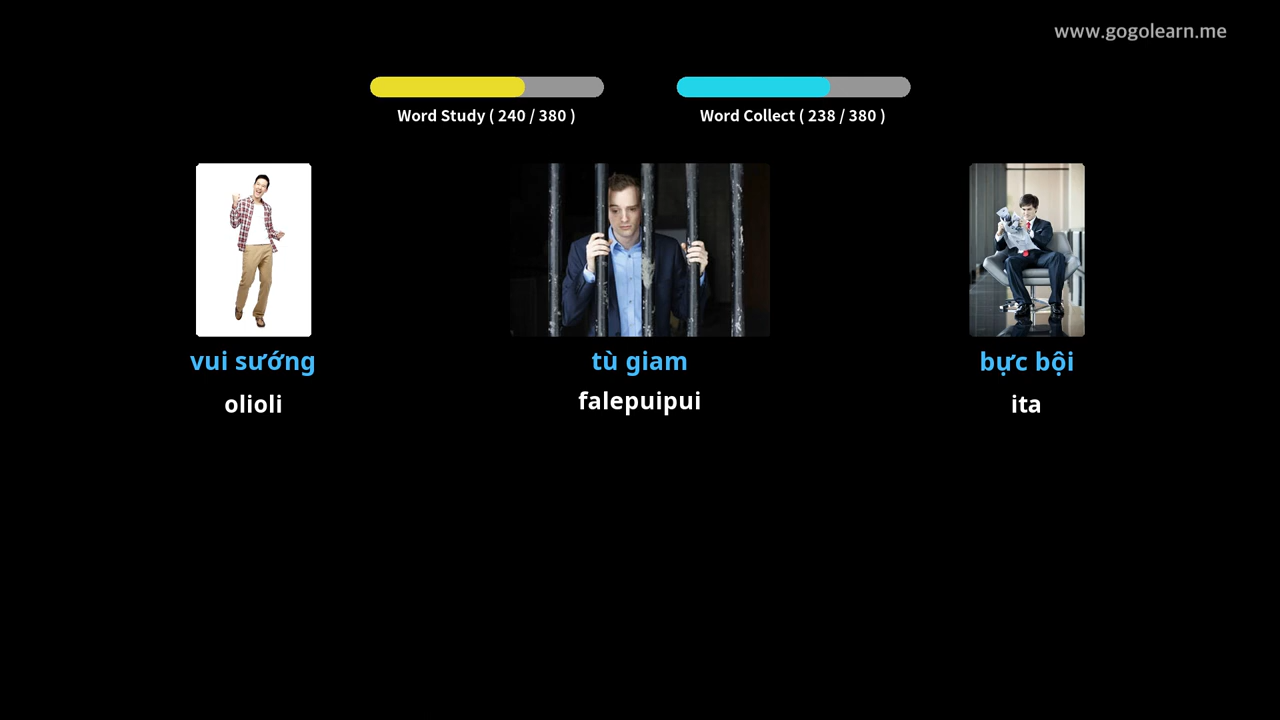 www.gogolearn.me
Word Study ( 240 / 380 )
Word Collect ( 238 / 380 )
vui sướng
tù giam
bực bội
olioli
falepuipui
ita